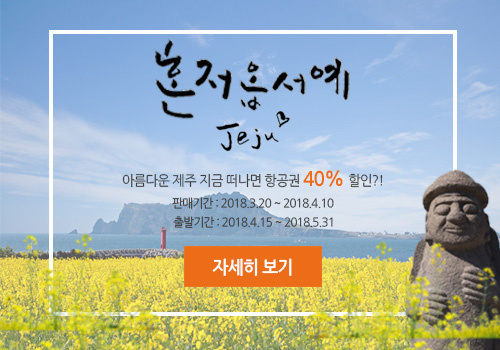 혼저옵서예
Jeju
아름다운 제주 지금 떠나면 항공권 40% 할인?!
판매기간 : 2018.3.20 ~ 2018.4.10
출발기간 : 2018.4.15 ~ 2018.5.31
자세히 보기